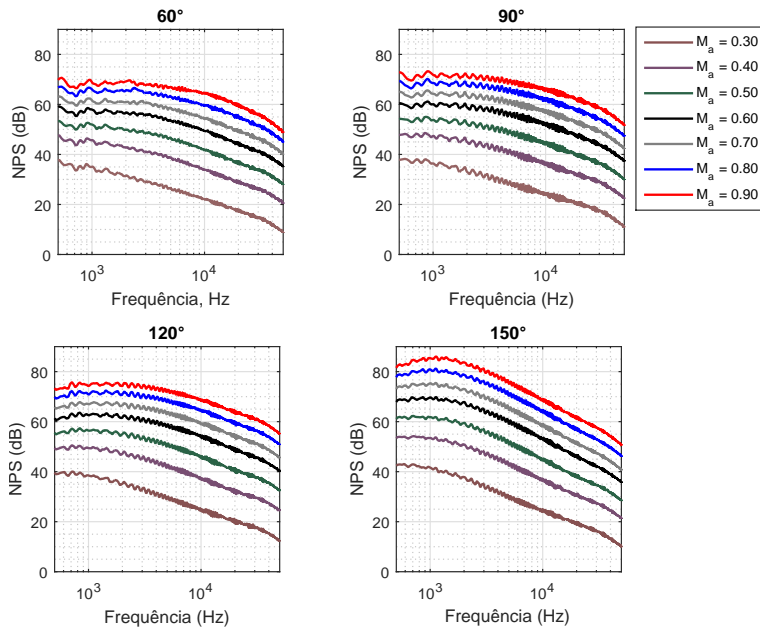 60°
80
60
40
20
0
NPS (dB)
10^3
10^4
Frequência, Hz
90°
80
60
40
20
0
NPS (dB)
10^3
10^4
Frequência (Hz)
M_a = 0.30
M_a = 0.40
M_a = 0.50
M_a = 0.60
M_a = 0.70
M_a = 0.80
M_a = 0.90
120°
80
60
40
20
0
NPS (dB)
10^3
10^4
Frequência (Hz)
150°
80
60
40
20
0
NPS (dB)
10^3
10^4
Frequência (Hz)